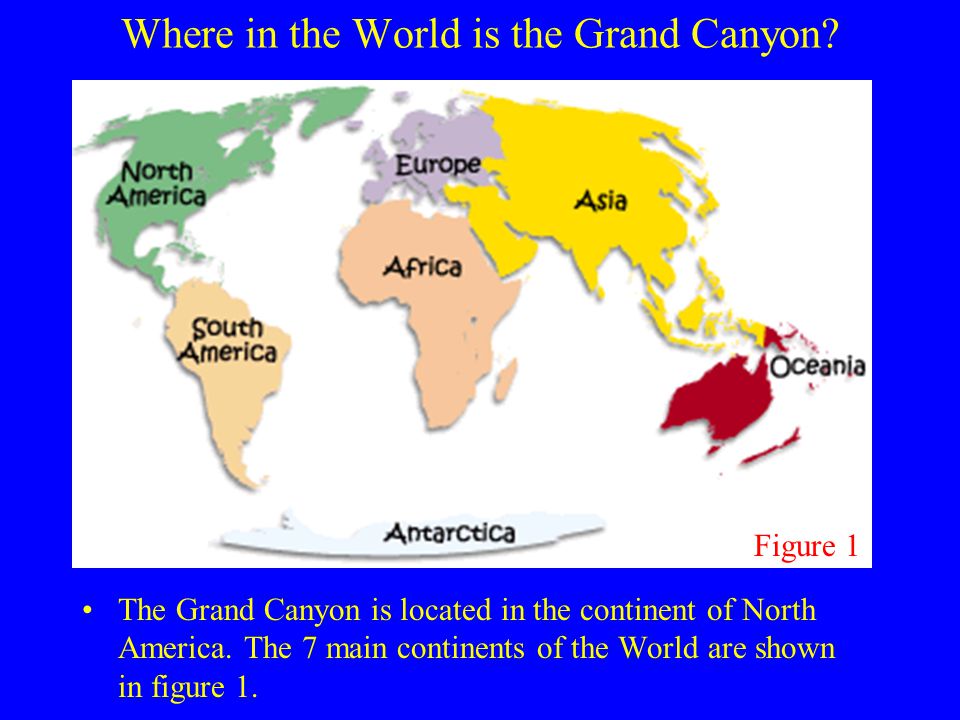 Where in the World is the Grand Canyon?
North
America
Europe
Asia
Africa
South
America
Oceania
Antarctica
Figure 1
• The Grand Canyon is located in the continent of North
America. The 7 main continents of the World are shown
in figure 1.